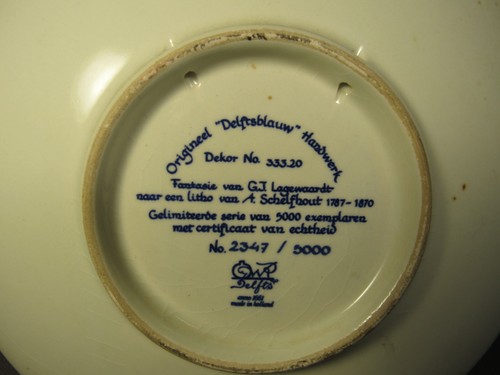 Origineel "Delftsblauw" Handwerk
Dekor No. 333.20
Fantasie van G.J Lagewaardt
naar een litho van A. Schelfhout 1787-1870
Gelimiteerde serie van 5000 exemplaren
met certificaat van echtheid
No. 2347 / 5000
Delfts
made in holland